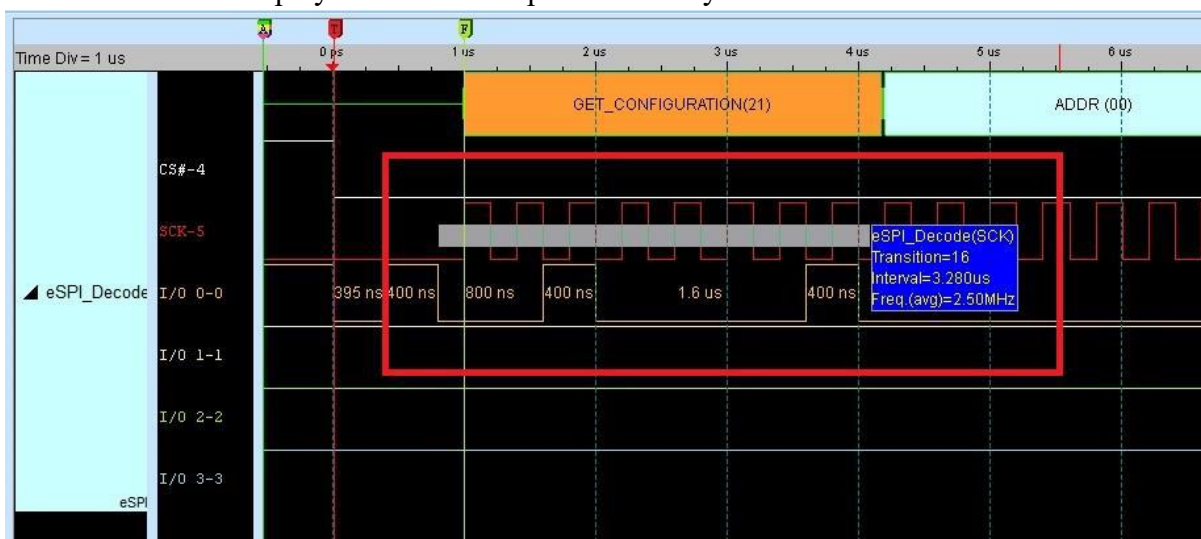 A T F
Time Div = 1 us 0 ps 1 us 2 us 3 us 4 us 5 us 6 us
GET_CONFIGURATION(21) ADDR (00)
CS#-4
SCK-5
eSPI_Decode(SCK)
Transition=16
Interval=3.280us
Freq.(avg)=2.50MHz
eSPI_Decode I/O 0-0 395 ns 400 ns 800 ns 400 ns 1.6 us 400 ns
I/O 1-1
I/O 2-2
I/O 3-3
eSPI